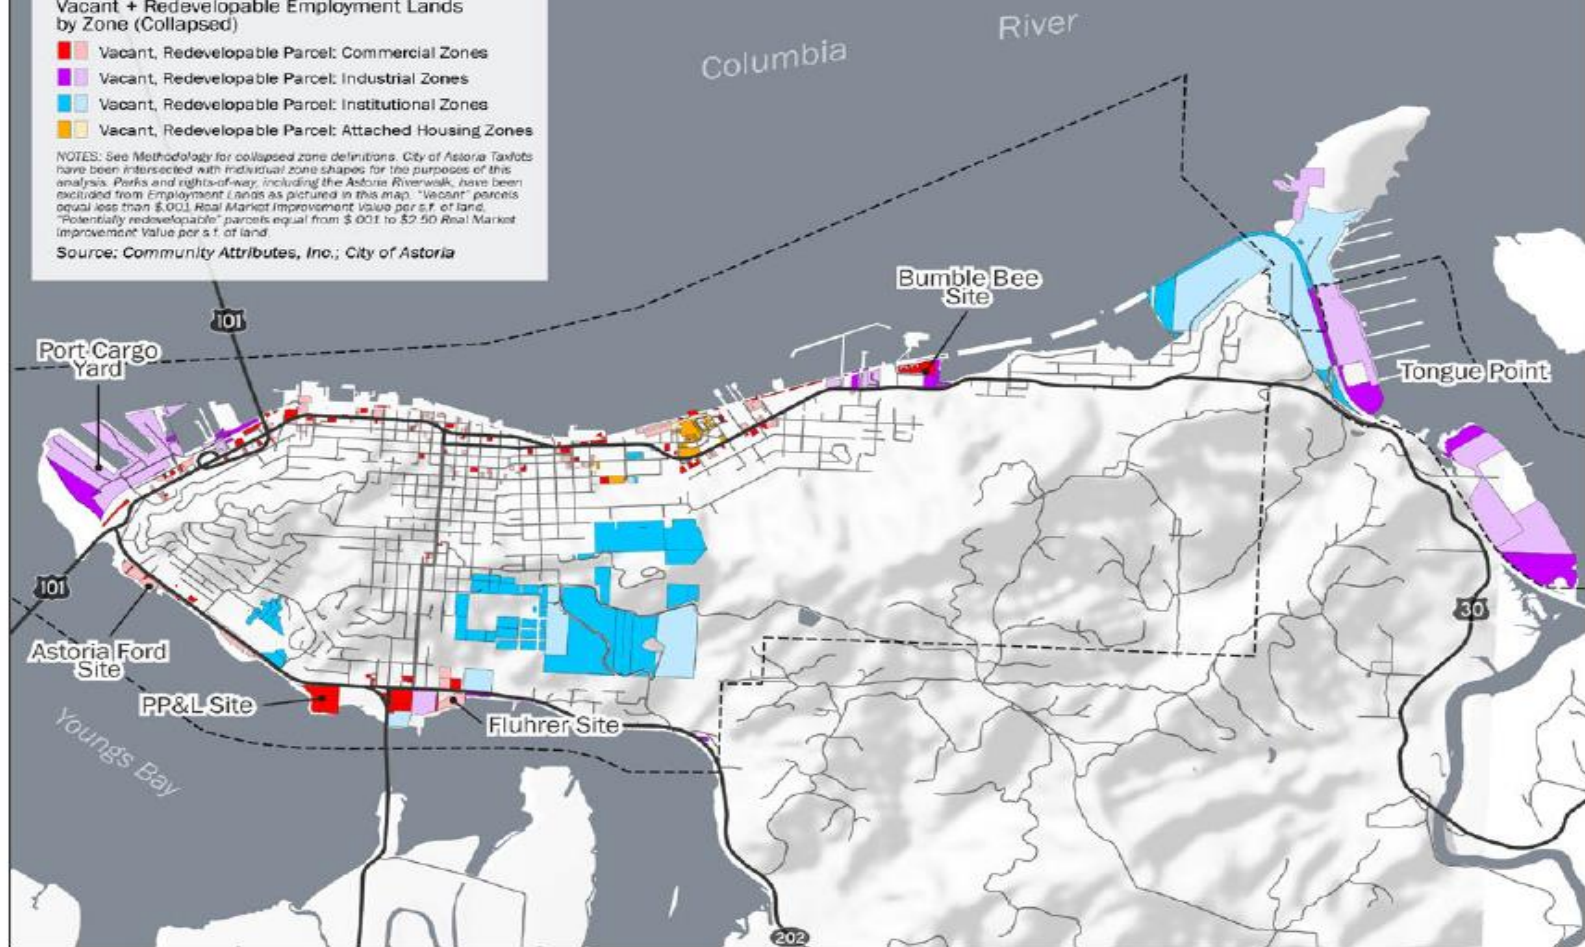 Vacant + Redevelopable Employment Lands
by Zone (Collapsed)
Vacant, Redevelopable Parcel: Commercial Zones
Vacant, Redevelopable Parcel: Industrial Zones
Vacant, Redevelopable Parcel: Institutional Zones
Vacant, Redevelopable Parcel: Attached Housing Zones
NOTES: See Methodology for collapsed zone definitions. City of Astoria Taxlots
have been intersected with individual zone shapes for the purposes of this
analysis. Parks and rights-of-way, including the Astoria Riverwalk, have been
excluded from Employment Lands as pictured in this map. "Vacant" parcels
equal less than $.001 Real Market Improvement Value per s.f. of land.
"Potentially redevelopable" parcels equal from $.001 to $2.50 Real Market
Improvement Value per s.f. of land.
Source: Community Attributes, Inc.; City of Astoria
Columbia
River
101
Port Cargo
Yard
Bumble Bee
Site
Tongue Point
101
30
Astoria Ford
Site
PP&L Site
Fluhrer Site
Youngs Bay
202